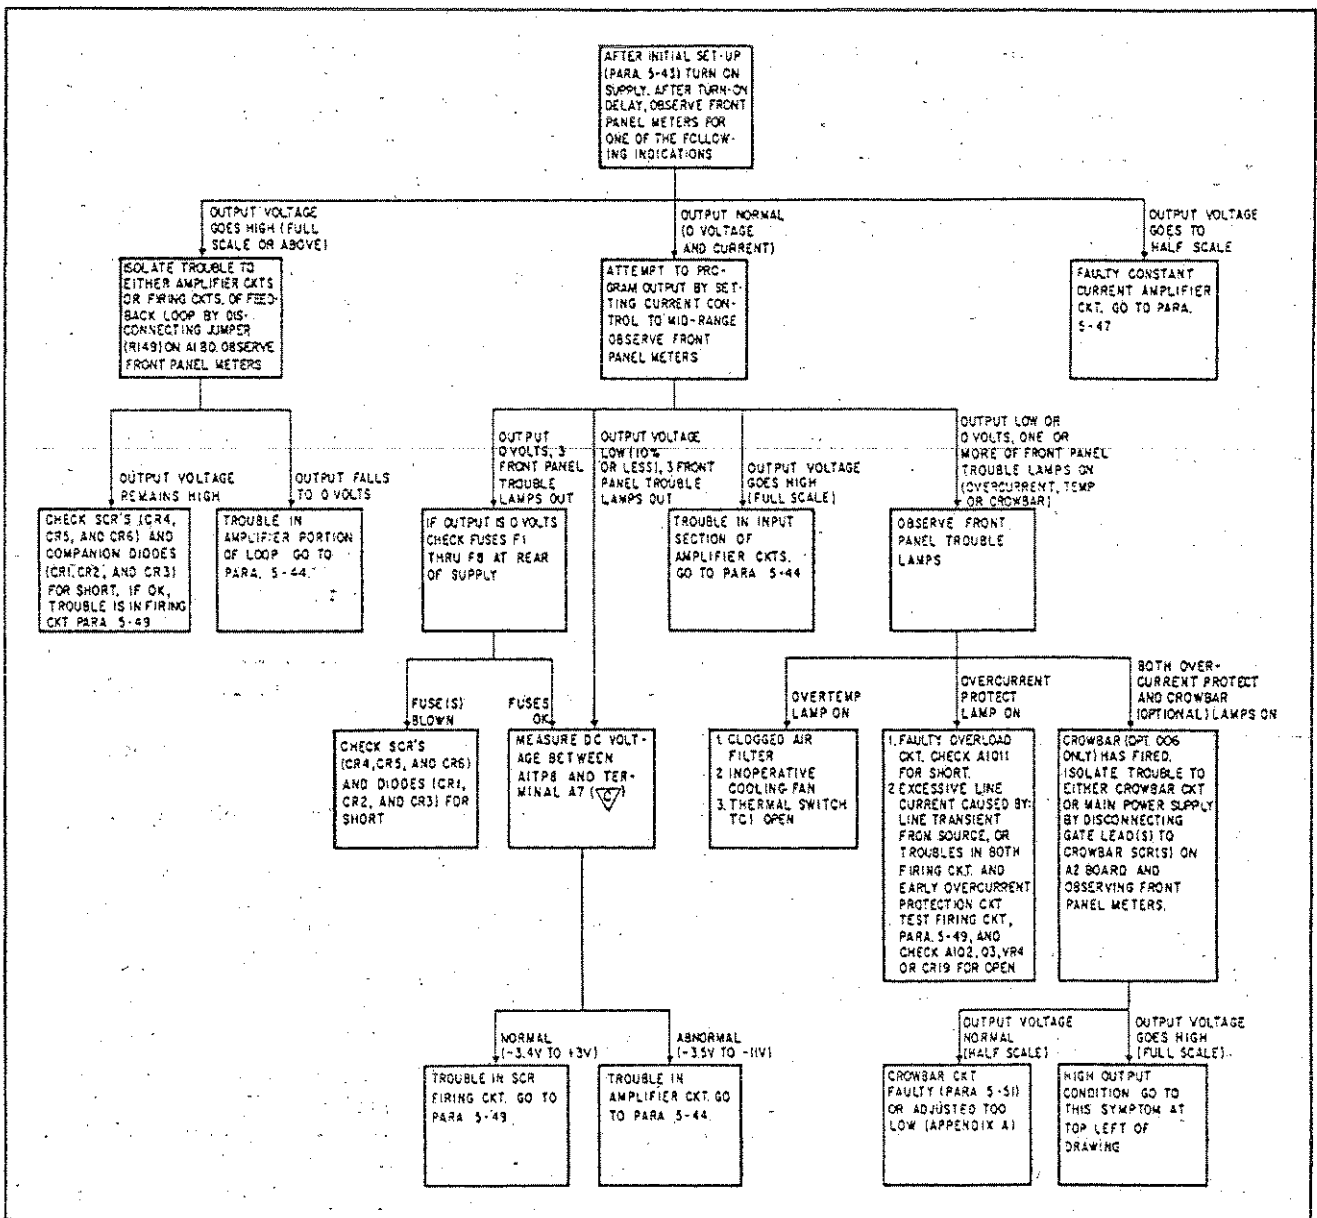 AFTER INITIAL SET-UP
(PARA. 5-43) TURN ON
SUPPLY. AFTER TURN-ON
DELAY, OBSERVE FRONT
PANEL METERS FOR
ONE OF THE FOLLOW-
ING INDICATIONS
OUTPUT VOLTAGE
GOES HIGH (FULL
SCALE OR ABOVE)
OUTPUT NORMAL
(0 VOLTAGE
AND CURRENT)
OUTPUT VOLTAGE
GOES TO
HALF SCALE
ISOLATE TROUBLE TO
EITHER AMPLIFIER CKTS
OR FIRING CKTS. OF FEED-
BACK LOOP BY DIS-
CONNECTING JUMPER
(R149) ON A1 BD. OBSERVE
FRONT PANEL METERS
ATTEMPT TO PRO-
GRAM OUTPUT BY SET-
TING CURRENT CON-
TROL TO MID-RANGE
OBSERVE FRONT
PANEL METERS
FAULTY CONSTANT
CURRENT AMPLIFIER
CKT. GO TO PARA.
5-47
OUTPUT VOLTAGE
REMAINS HIGH
OUTPUT FALLS
TO 0 VOLTS
OUTPUT
0 VOLTS, 3
FRONT PANEL
TROUBLE
LAMPS OUT
OUTPUT VOLTAGE
LOW (10%
OR LESS), 3 FRONT
PANEL TROUBLE
LAMPS OUT
OUTPUT VOLTAGE
GOES HIGH
(FULL SCALE)
OUTPUT LOW OR
0 VOLTS, ONE OR
MORE OF FRONT PANEL
TROUBLE LAMPS ON
(OVERCURRENT, TEMP
OR CROWBAR)
CHECK SCR'S (CR4,
CR5, AND CR6) AND
COMPANION DIODES
(CR1, CR2, AND CR3)
FOR SHORT. IF OK,
TROUBLE IS IN FIRING
CKT PARA 5-49
TROUBLE IN
AMPLIFIER PORTION
OF LOOP GO TO
PARA. 5-44.
IF OUTPUT IS 0 VOLTS
CHECK FUSES F1
THRU F8 AT REAR
OF SUPPLY
TROUBLE IN INPUT
SECTION OF
AMPLIFIER CKTS.
GO TO PARA 5-44
OBSERVE FRONT
PANEL TROUBLE
LAMPS
FUSE(S)
BLOWN
FUSES
OK
OVERTEMP
LAMP ON
OVERCURRENT
PROTECT
LAMP ON
BOTH OVER-
CURRENT PROTECT
AND CROWBAR
(OPTIONAL) LAMPS ON
CHECK SCR'S
(CR4, CR5, AND CR6)
AND DIODES (CR1,
CR2, AND CR3) FOR
SHORT
MEASURE DC VOLT-
AGE BETWEEN
A1TP8 AND TER-
MINAL A7 (C)
1. CLOGGED AIR
FILTER
2 INOPERATIVE
COOLING FAN
3. THERMAL SWITCH
TC1 OPEN
1. FAULTY OVERLOAD
CKT. CHECK A1Q11
FOR SHORT.
2 EXCESSIVE LINE
CURRENT CAUSED BY:
LINE TRANSIENT
FROM SOURCE, OR
TROUBLES IN BOTH
FIRING CKT. AND
EARLY OVERCURRENT
PROTECTION CKT
TEST FIRING CKT,
PARA. 5-49, AND
CHECK A1Q2, Q3, VR4
OR CR19 FOR OPEN
CROWBAR (OPT. 006
ONLY) HAS FIRED.
ISOLATE TROUBLE TO
EITHER CROWBAR CKT
OR MAIN POWER SUPPLY
BY DISCONNECTING
GATE LEAD(S) TO
CROWBAR SCR(S) ON
A2 BOARD AND
OBSERVING FRONT
PANEL METERS.
NORMAL
(-3.4V TO +3V)
ABNORMAL
(-3.5V TO -11V)
OUTPUT VOLTAGE
NORMAL
(HALF SCALE)
OUTPUT VOLTAGE
GOES HIGH
(FULL SCALE).
TROUBLE IN SCR
FIRING CKT. GO TO
PARA 5-49
TROUBLE IN
AMPLIFIER CKT. GO
TO PARA 5-44.
CROWBAR CKT
FAULTY (PARA 5-51)
OR ADJUSTED TOO
LOW (APPENDIX A)
HIGH OUTPUT
CONDITION GO TO
THIS SYMPTOM AT
TOP LEFT OF
DRAWING